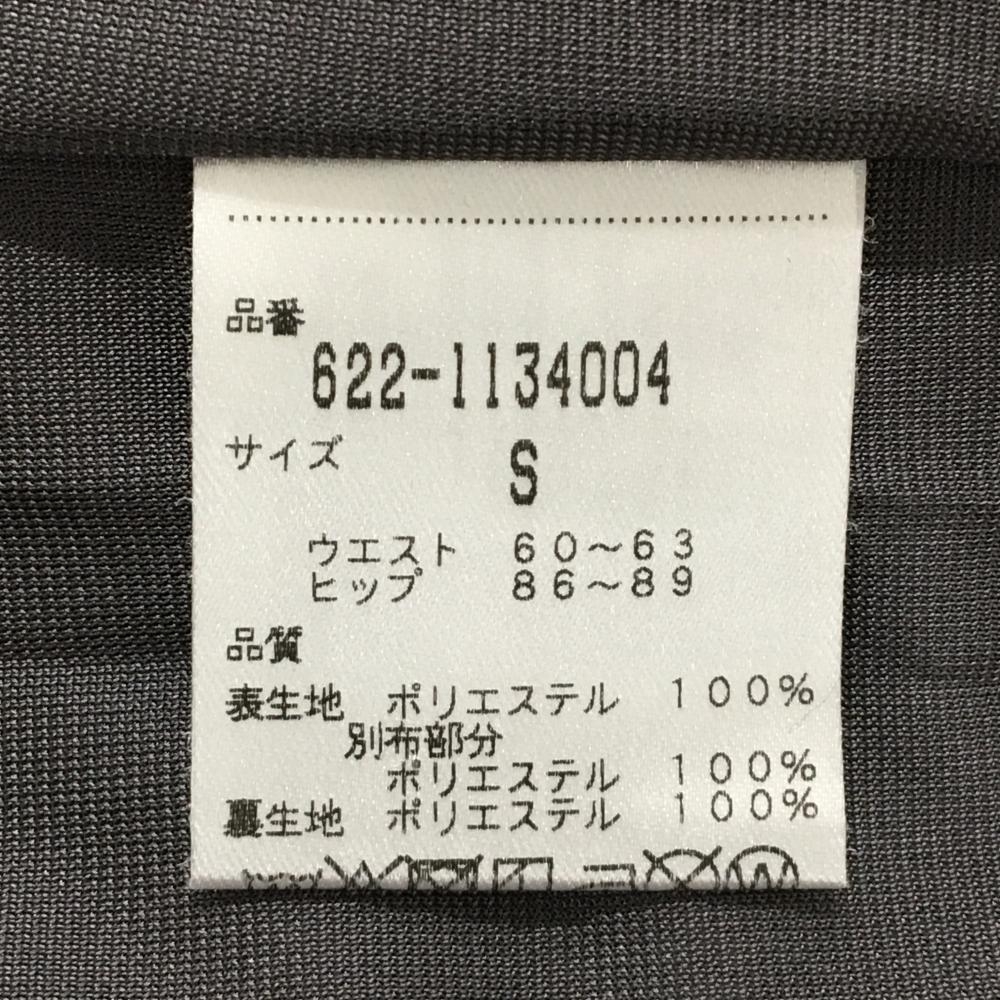 品番
622-1134004
サイズ S
ウエスト 60～63
ヒップ 86～89
品質
表生地 ポリエステル 100%
別布部分
ポリエステル 100%
裏生地 ポリエステル 100%